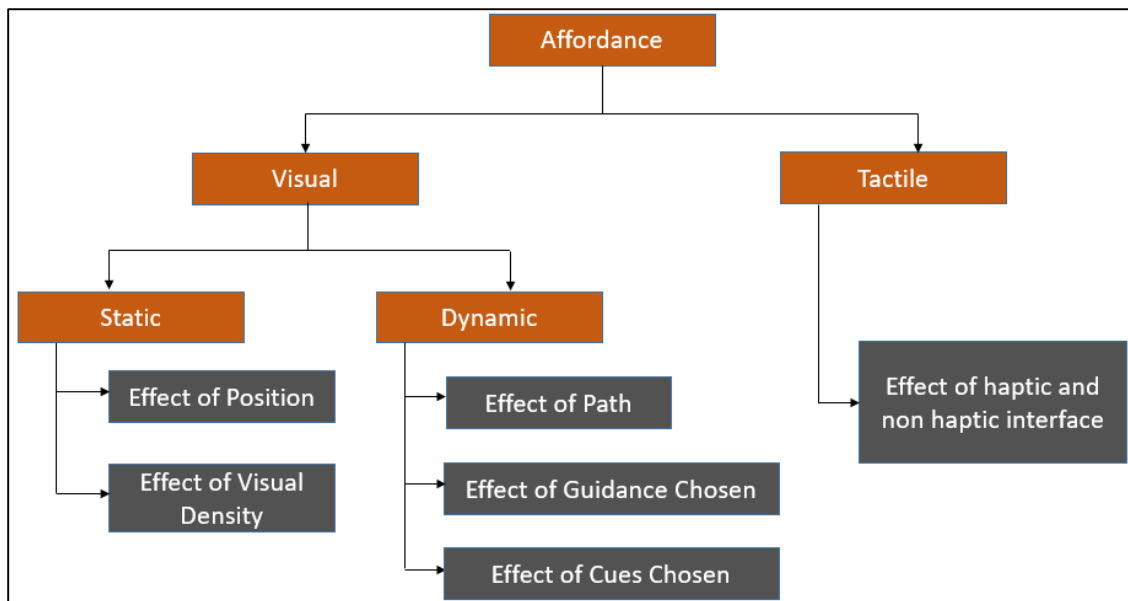 Affordance
Visual
Tactile
Static
Dynamic
Effect of Position
Effect of Visual
Density
Effect of Path
Effect of Guidance Chosen
Effect of Cues Chosen
Effect of haptic and
non haptic interface